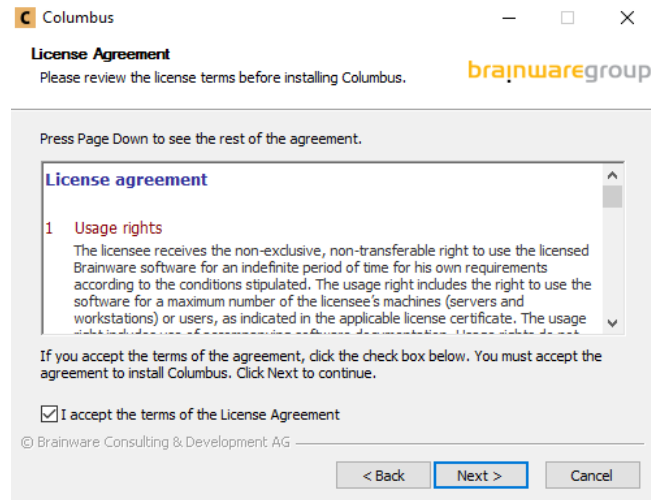 Columbus
License Agreement
Please review the license terms before installing Columbus.
brainwaregroup
Press Page Down to see the rest of the agreement.
License agreement
1 Usage rights
The licensee receives the non-exclusive, non-transferable right to use the licensed
Brainware software for an indefinite period of time for his own requirements
according to the conditions stipulated. The usage right includes the right to use the
software for a maximum number of the licensee's machines (servers and
workstations) or users, as indicated in the applicable license certificate. The usage
If you accept the terms of the agreement, click the check box below. You must accept the
agreement to install Columbus. Click Next to continue.
I accept the terms of the License Agreement
© Brainware Consulting & Development AG
< Back
Next >
Cancel